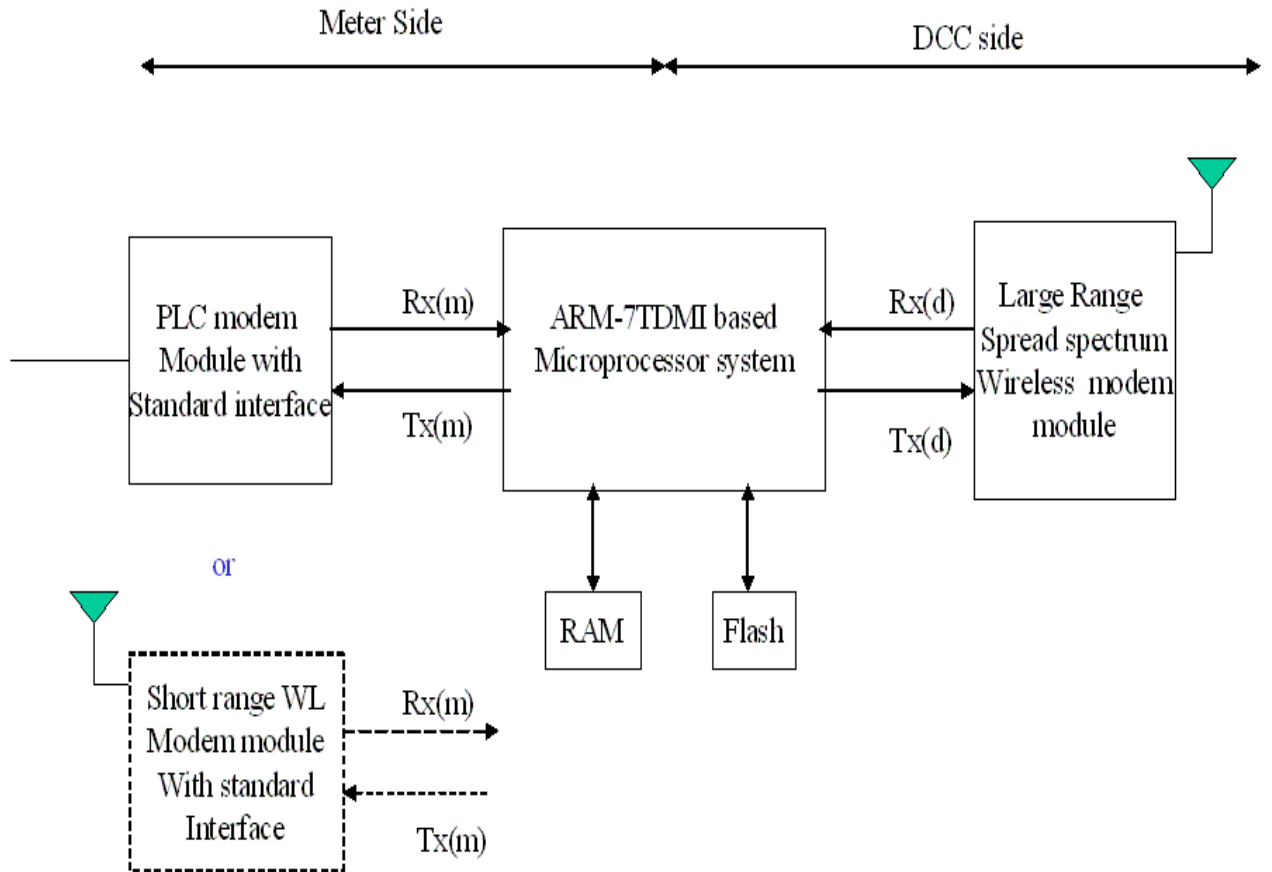 Meter Side
DCC side
PLC modem
Module with
Standard interface
Rx(m)
Tx(m)
ARM-7TDMI based
Microprocessor system
Rx(d)
Tx(d)
Large Range
Spread spectrum
Wireless modem
module
or
RAM
Flash
Short range WL
Modem module
With standard
Interface
Rx(m)
Tx(m)